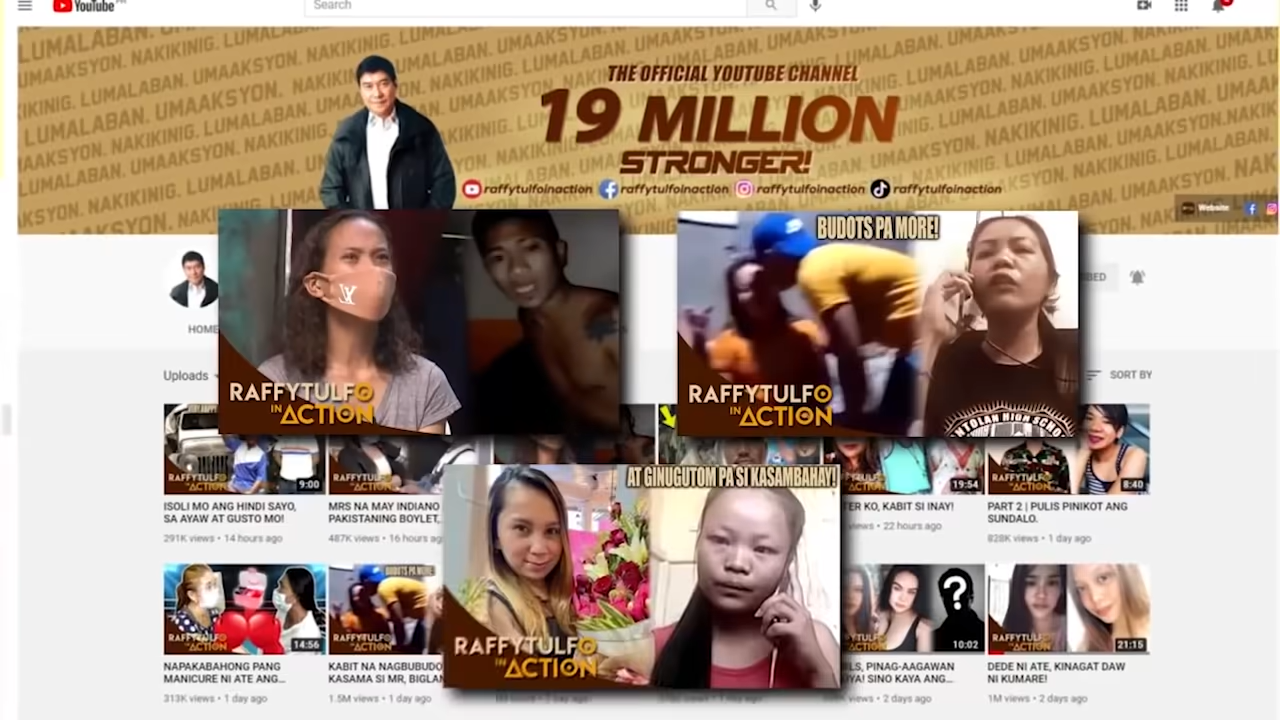 YouTube
Search
NAKIKINIG. LUMALABAN. UMAAKSYON. NAKIKINIG. LUMALABAN. UMAAKSYON.
THE OFFICIAL YOUTUBE CHANNEL
19 MILLION
STRONGER!
raffytulfoinaction raffytulfoinaction raffytulfoinaction raffytulfoinaction
Website
HOME
BUDOTS PA MORE!
RAFFYTULFO
IN ACTION
RAFFYTULFO
IN ACTION
Uploads
SORT BY
9:00
19:54
8:40
ISOLI MO ANG HINDI SAYO,
SA AYAW AT GUSTO MO!
291K views • 14 hours ago
MRS NA MAY INDIANO
PAKISTANING BOYLET,
487K views • 16 hours
TER KO, KABIT SI INAY!
views • 22 hours ago
PART 2 | PULIS PINIKOT ANG
SUNDALO.
828K views • 1 day ago
AT GINUGUTOM PA SI KASAMBAHAY!
RAFFYTULFO
IN ACTION
BUDOTS PA MORE!
14:56
10:02
21:15
NAPAKABAHONG PANG
MANICURE NI ATE ANG...
313K views • 1 day ago
KABIT NA NAGBUBUDO
KASAMA SI MR, BIGLAN
1.5M views • 1 day ago
PINAG-AAGAWAN
SINO KAYA ANG...
views • 2 days ago
DEDE NI ATE, KINAGAT DAW
NI KUMARE!
1M views • 2 days ago